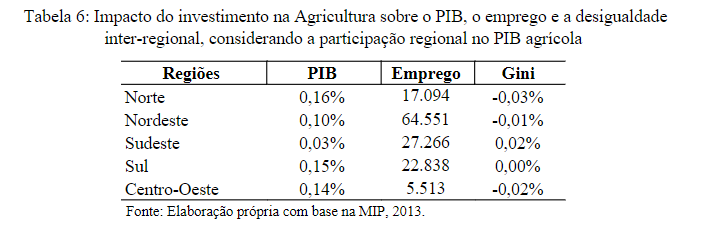 Tabela 6: Impacto do investimento na Agricultura sobre o PIB, o emprego e a desigualdade
inter-regional, considerando a participação regional no PIB agrícola
Regiões PIB Emprego Gini
Norte 0,16% 17.094 -0,03%
Nordeste 0,10% 64.551 -0,01%
Sudeste 0,03% 27.266 0,02%
Sul 0,15% 22.838 0,00%
Centro-Oeste 0,14% 5.513 -0,02%
Fonte: Elaboração própria com base na MIP, 2013.